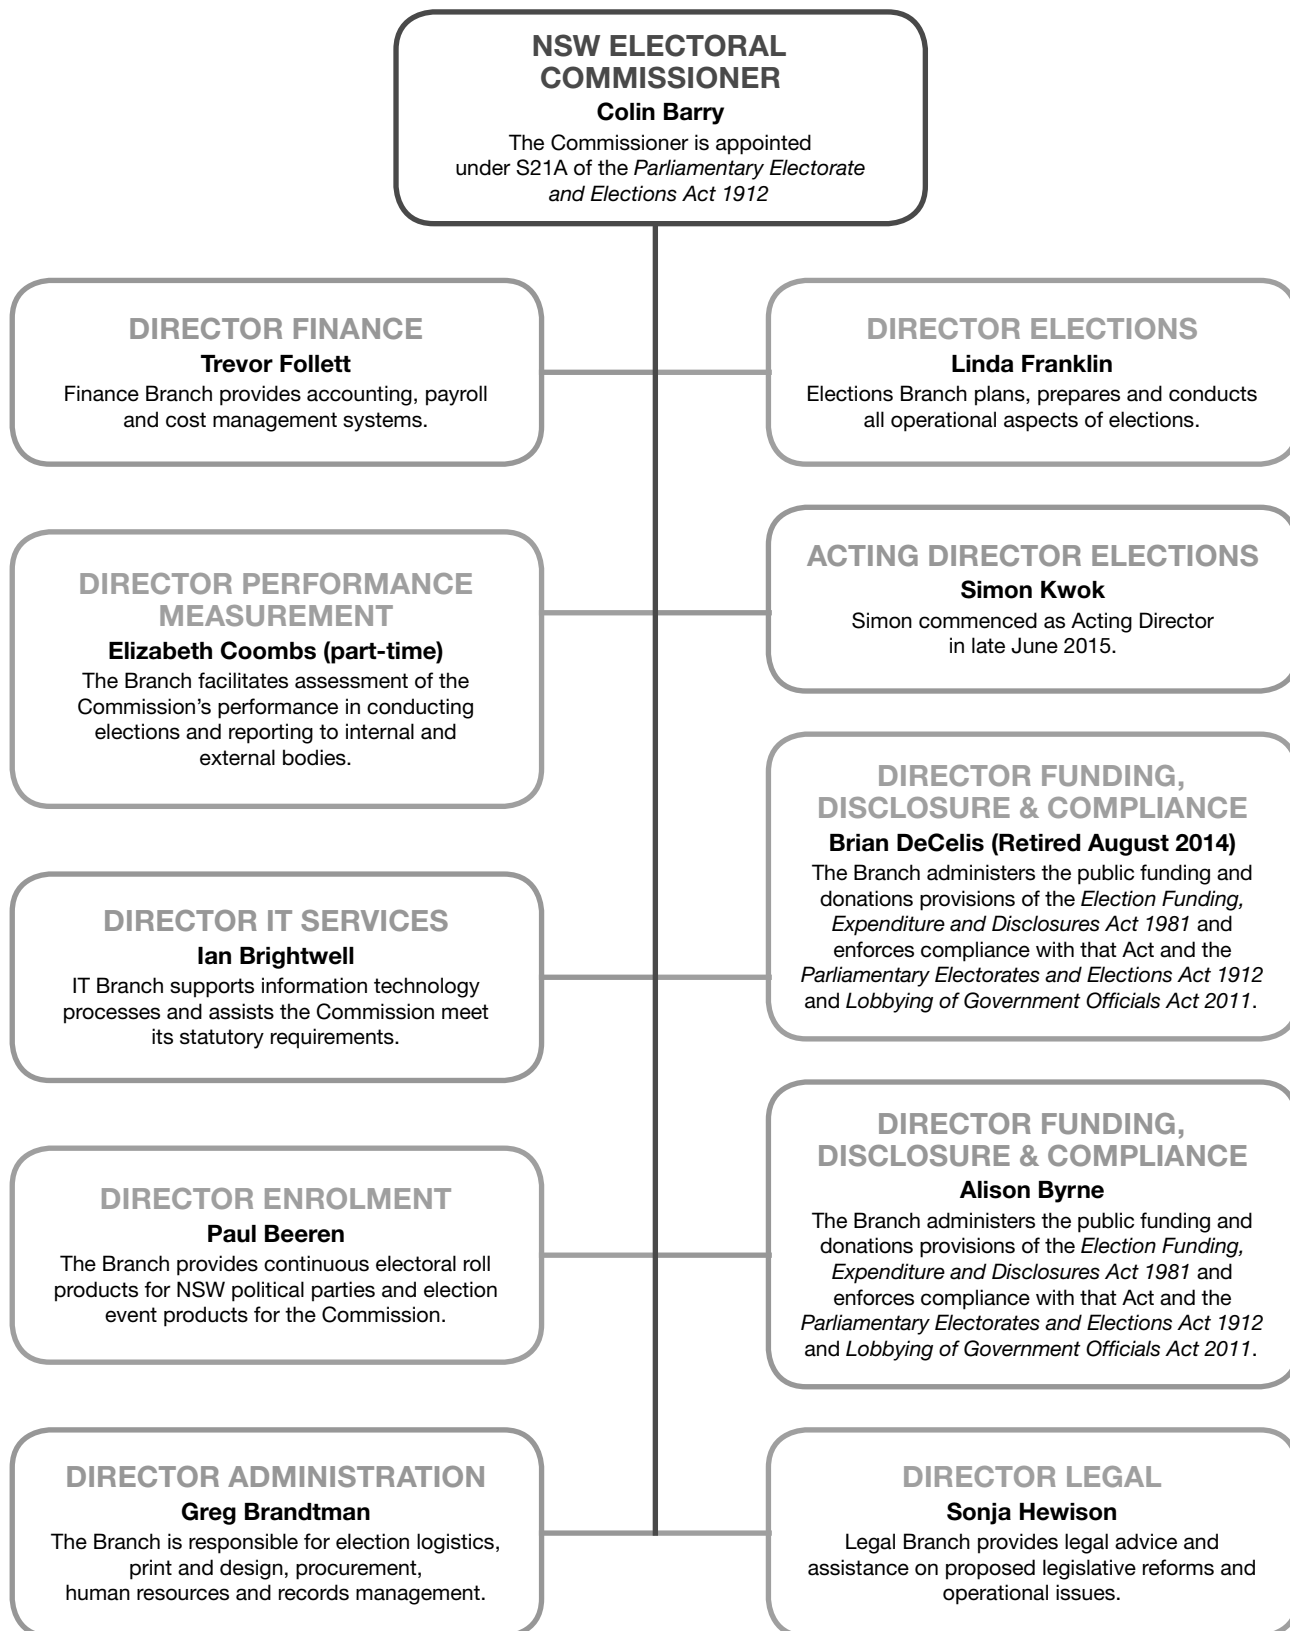 NSW ELECTORAL
COMMISSIONER
Colin Barry
The Commissioner is appointed
under S21A of the Parliamentary Electorate
and Elections Act 1912
DIRECTOR FINANCE
Trevor Follett
Finance Branch provides accounting, payroll
and cost management systems.
DIRECTOR PERFORMANCE
MEASUREMENT
Elizabeth Coombs (part-time)
The Branch facilitates assessment of the
Commission’s performance in conducting
elections and reporting to internal and
external bodies.
DIRECTOR IT SERVICES
Ian Brightwell
IT Branch supports information technology
processes and assists the Commission meet
its statutory requirements.
DIRECTOR ENROLMENT
Paul Beeren
The Branch provides continuous electoral roll
products for NSW political parties and election
event products for the Commission.
DIRECTOR ADMINISTRATION
Greg Brandtman
The Branch is responsible for election logistics,
print and design, procurement,
human resources and records management.
DIRECTOR ELECTIONS
Linda Franklin
Elections Branch plans, prepares and conducts
all operational aspects of elections.
ACTING DIRECTOR ELECTIONS
Simon Kwok
Simon commenced as Acting Director
in late June 2015.
DIRECTOR FUNDING,
DISCLOSURE & COMPLIANCE
Brian DeCelis (Retired August 2014)
The Branch administers the public funding and
donations provisions of the Election Funding,
Expenditure and Disclosures Act 1981 and
enforces compliance with that Act and the
Parliamentary Electorates and Elections Act 1912
and Lobbying of Government Officials Act 2011.
DIRECTOR FUNDING,
DISCLOSURE & COMPLIANCE
Alison Byrne
The Branch administers the public funding and
donations provisions of the Election Funding,
Expenditure and Disclosures Act 1981 and
enforces compliance with that Act and the
Parliamentary Electorates and Elections Act 1912
and Lobbying of Government Officials Act 2011.
DIRECTOR LEGAL
Sonja Hewison
Legal Branch provides legal advice and
assistance on proposed legislative reforms and
operational issues.